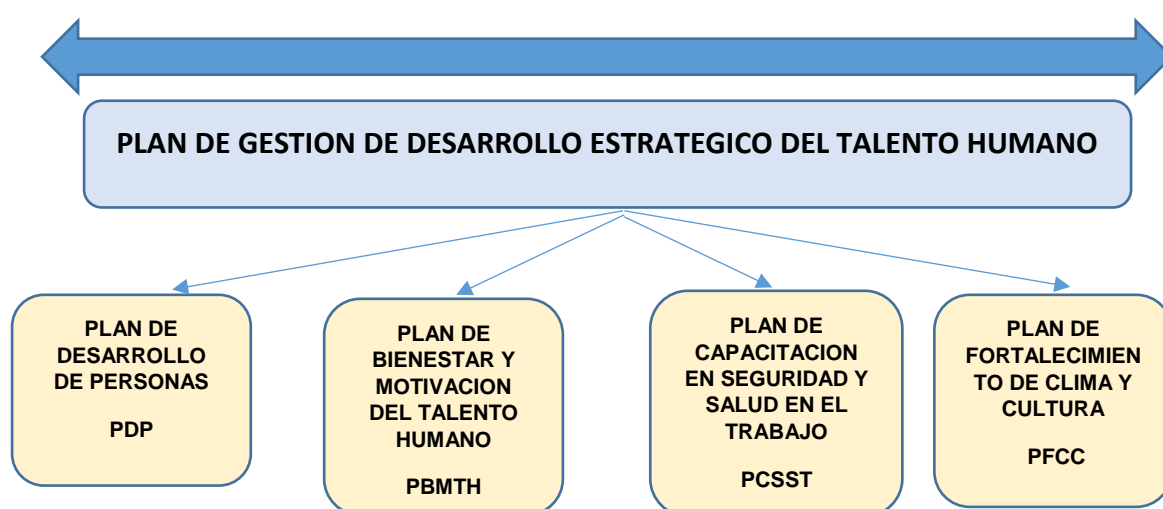 PLAN DE GESTION DE DESARROLLO ESTRATEGICO DEL TALENTO HUMANO
PLAN DE
DESARROLLO
DE PERSONAS
PDP
PLAN DE
BIENESTAR Y
MOTIVACION
DEL TALENTO
HUMANO
PBMTH
PLAN DE
CAPACITACION
EN SEGURIDAD Y
SALUD EN EL
TRABAJO
PCSST
PLAN DE
FORTALECIMIEN
TO DE CLIMA Y
CULTURA
PFCC